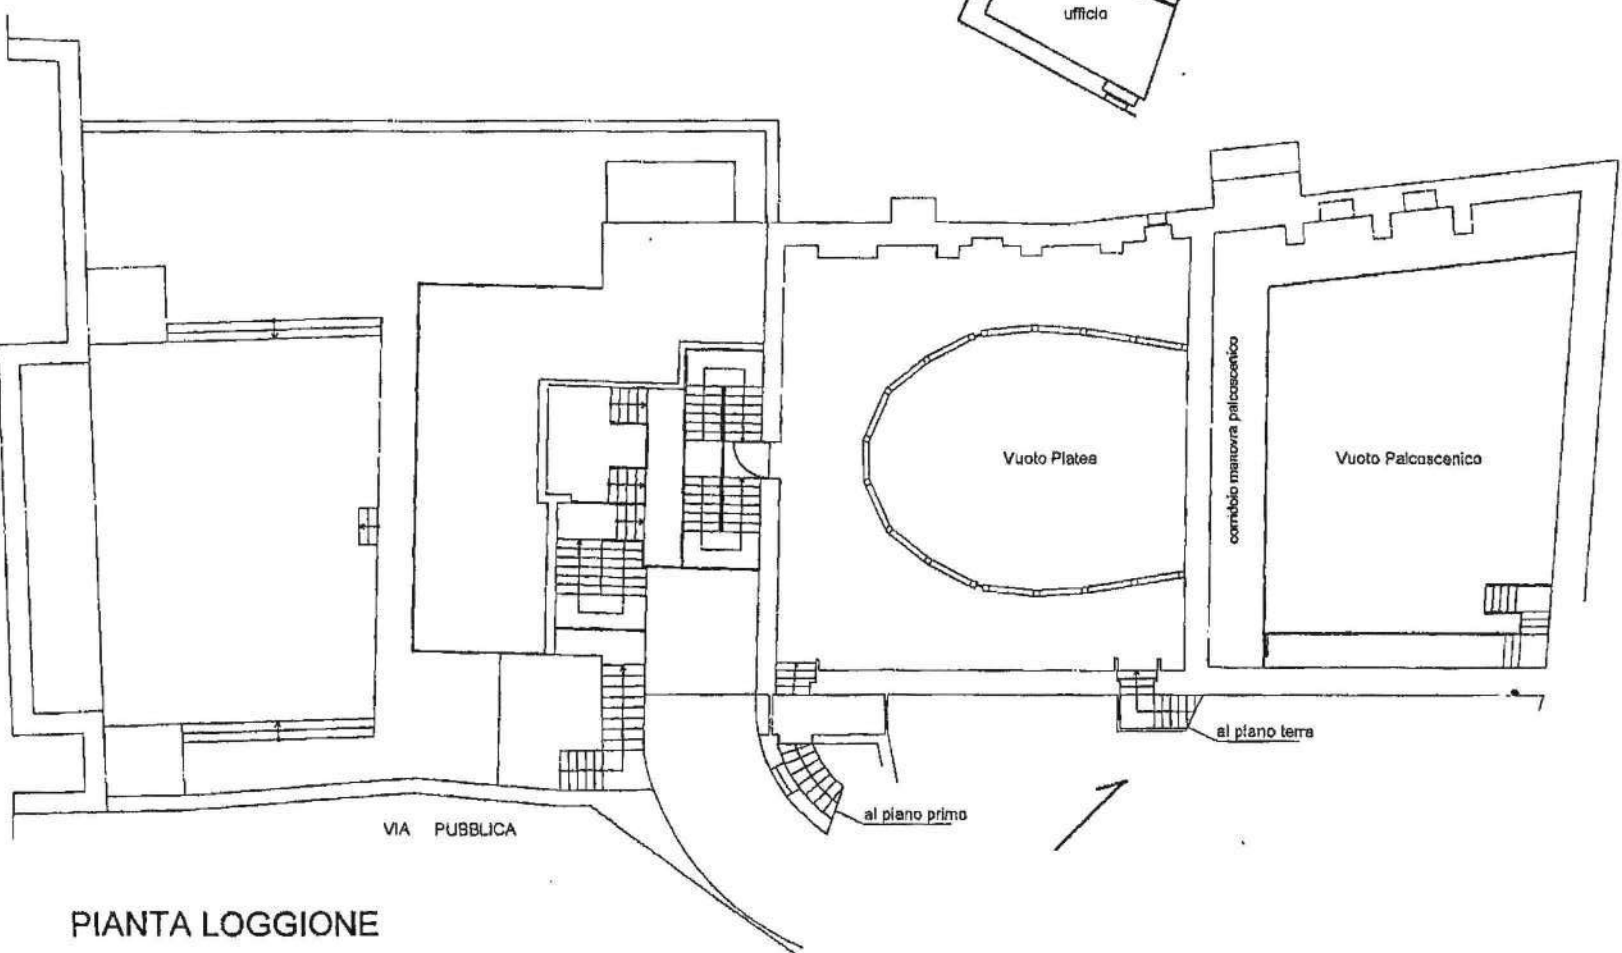 ufficio
Vuoto Platea
corridoio manovra palcoscenico
Vuoto Palcoscenico
al piano terra
al piano primo
VIA PUBBLICA
PIANTA LOGGIONE